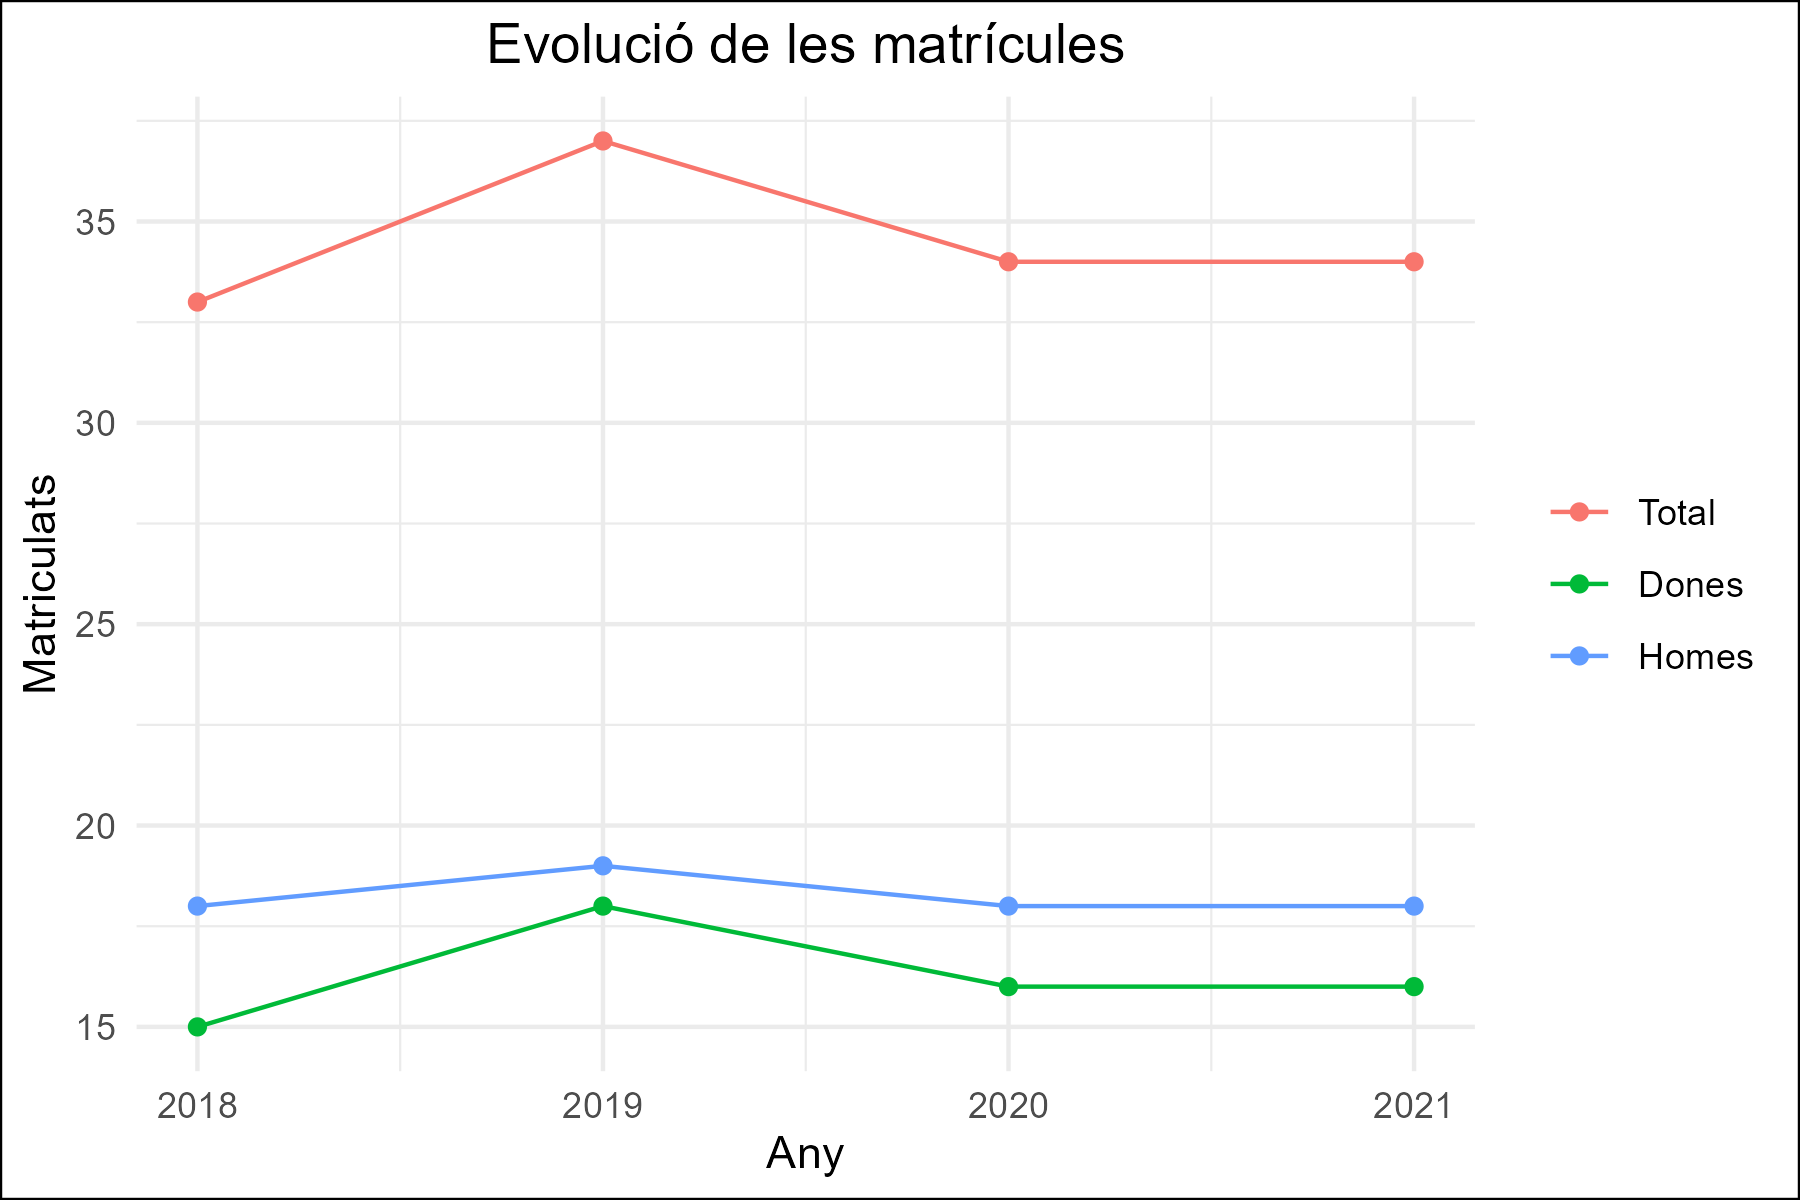 Evolució de les matrícules
Matriculats
35
30
25
20
15
2018 2019 2020 2021
Any
Total
Dones
Homes